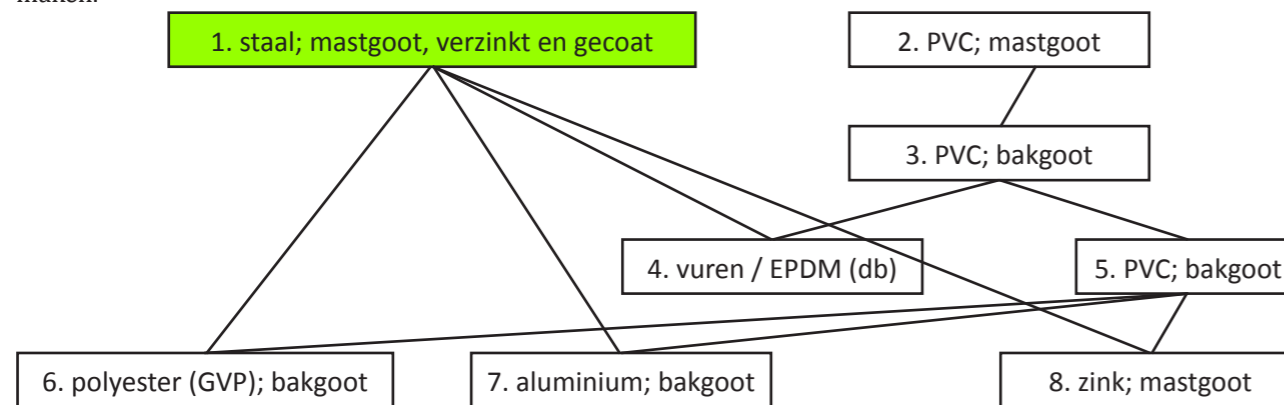 maken.
1. staal; mastgoot, verzinkt en gecoat
2. PVC; mastgoot
3. PVC; bakgoot
4. vuren / EPDM (db)
5. PVC; bakgoot
6. polyester (GVP); bakgoot
7. aluminium; bakgoot
8. zink; mastgoot